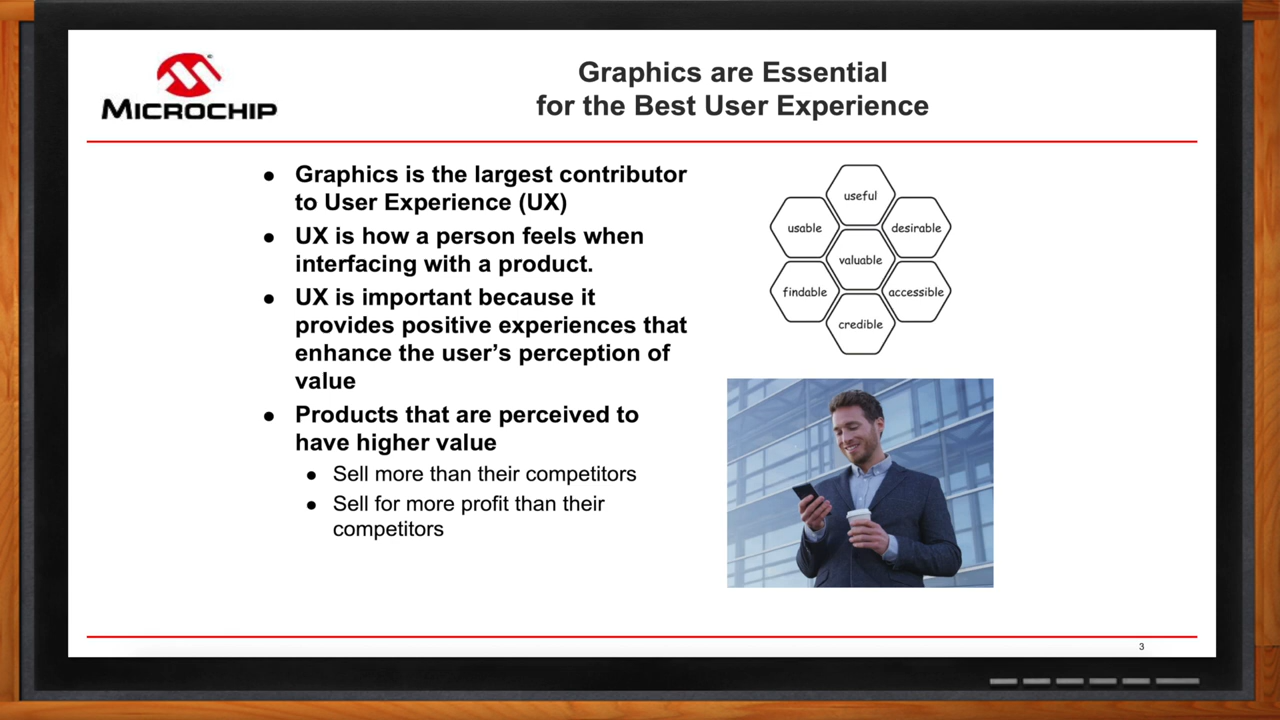 MICROCHIP
Graphics are Essential
for the Best User Experience
● Graphics is the largest contributor
to User Experience (UX)
● UX is how a person feels when
interfacing with a product.
● UX is important because it
provides positive experiences that
enhance the user’s perception of
value
● Products that are perceived to
have higher value
● Sell more than their competitors
● Sell for more profit than their
competitors
useful
usable
desirable
valuable
findable
accessible
credible
3